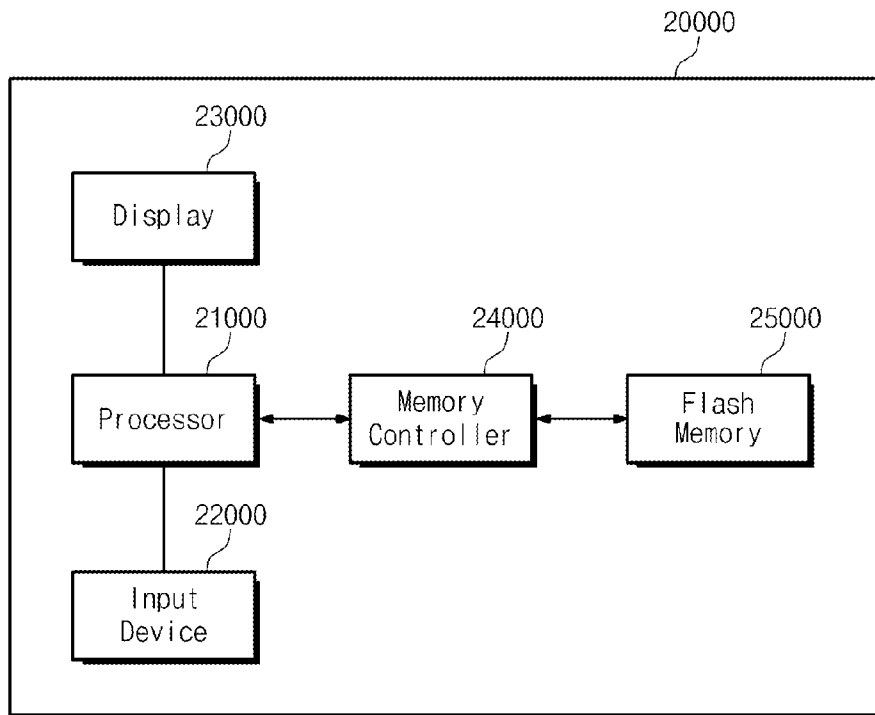 20000
23000
Display
21000
24000
25000
Processor
Memory
Controller
Flash
Memory
22000
Input
Device